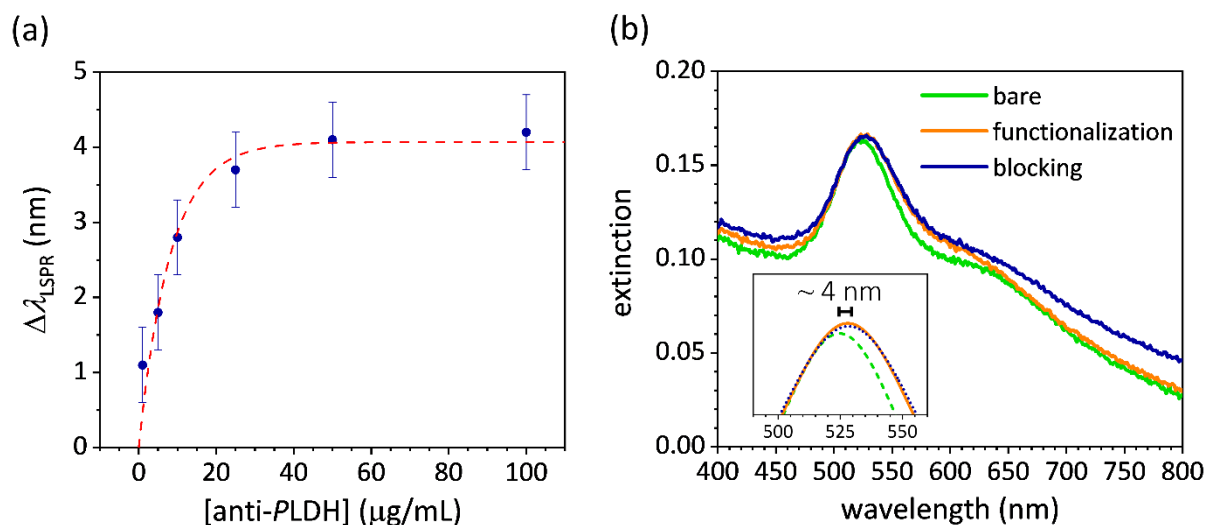 (a)
5
4
3
2
1
0
ΔλLSPR (nm)
0 20 40 60 80 100
[anti-PLDH] (μg/mL)
(b)
0.20
0.15
0.10
0.05
0.00
extinction
bare
functionalization
blocking
~ 4 nm
500 525 550
400 450 500 550 600 650 700 750 800
wavelength (nm)